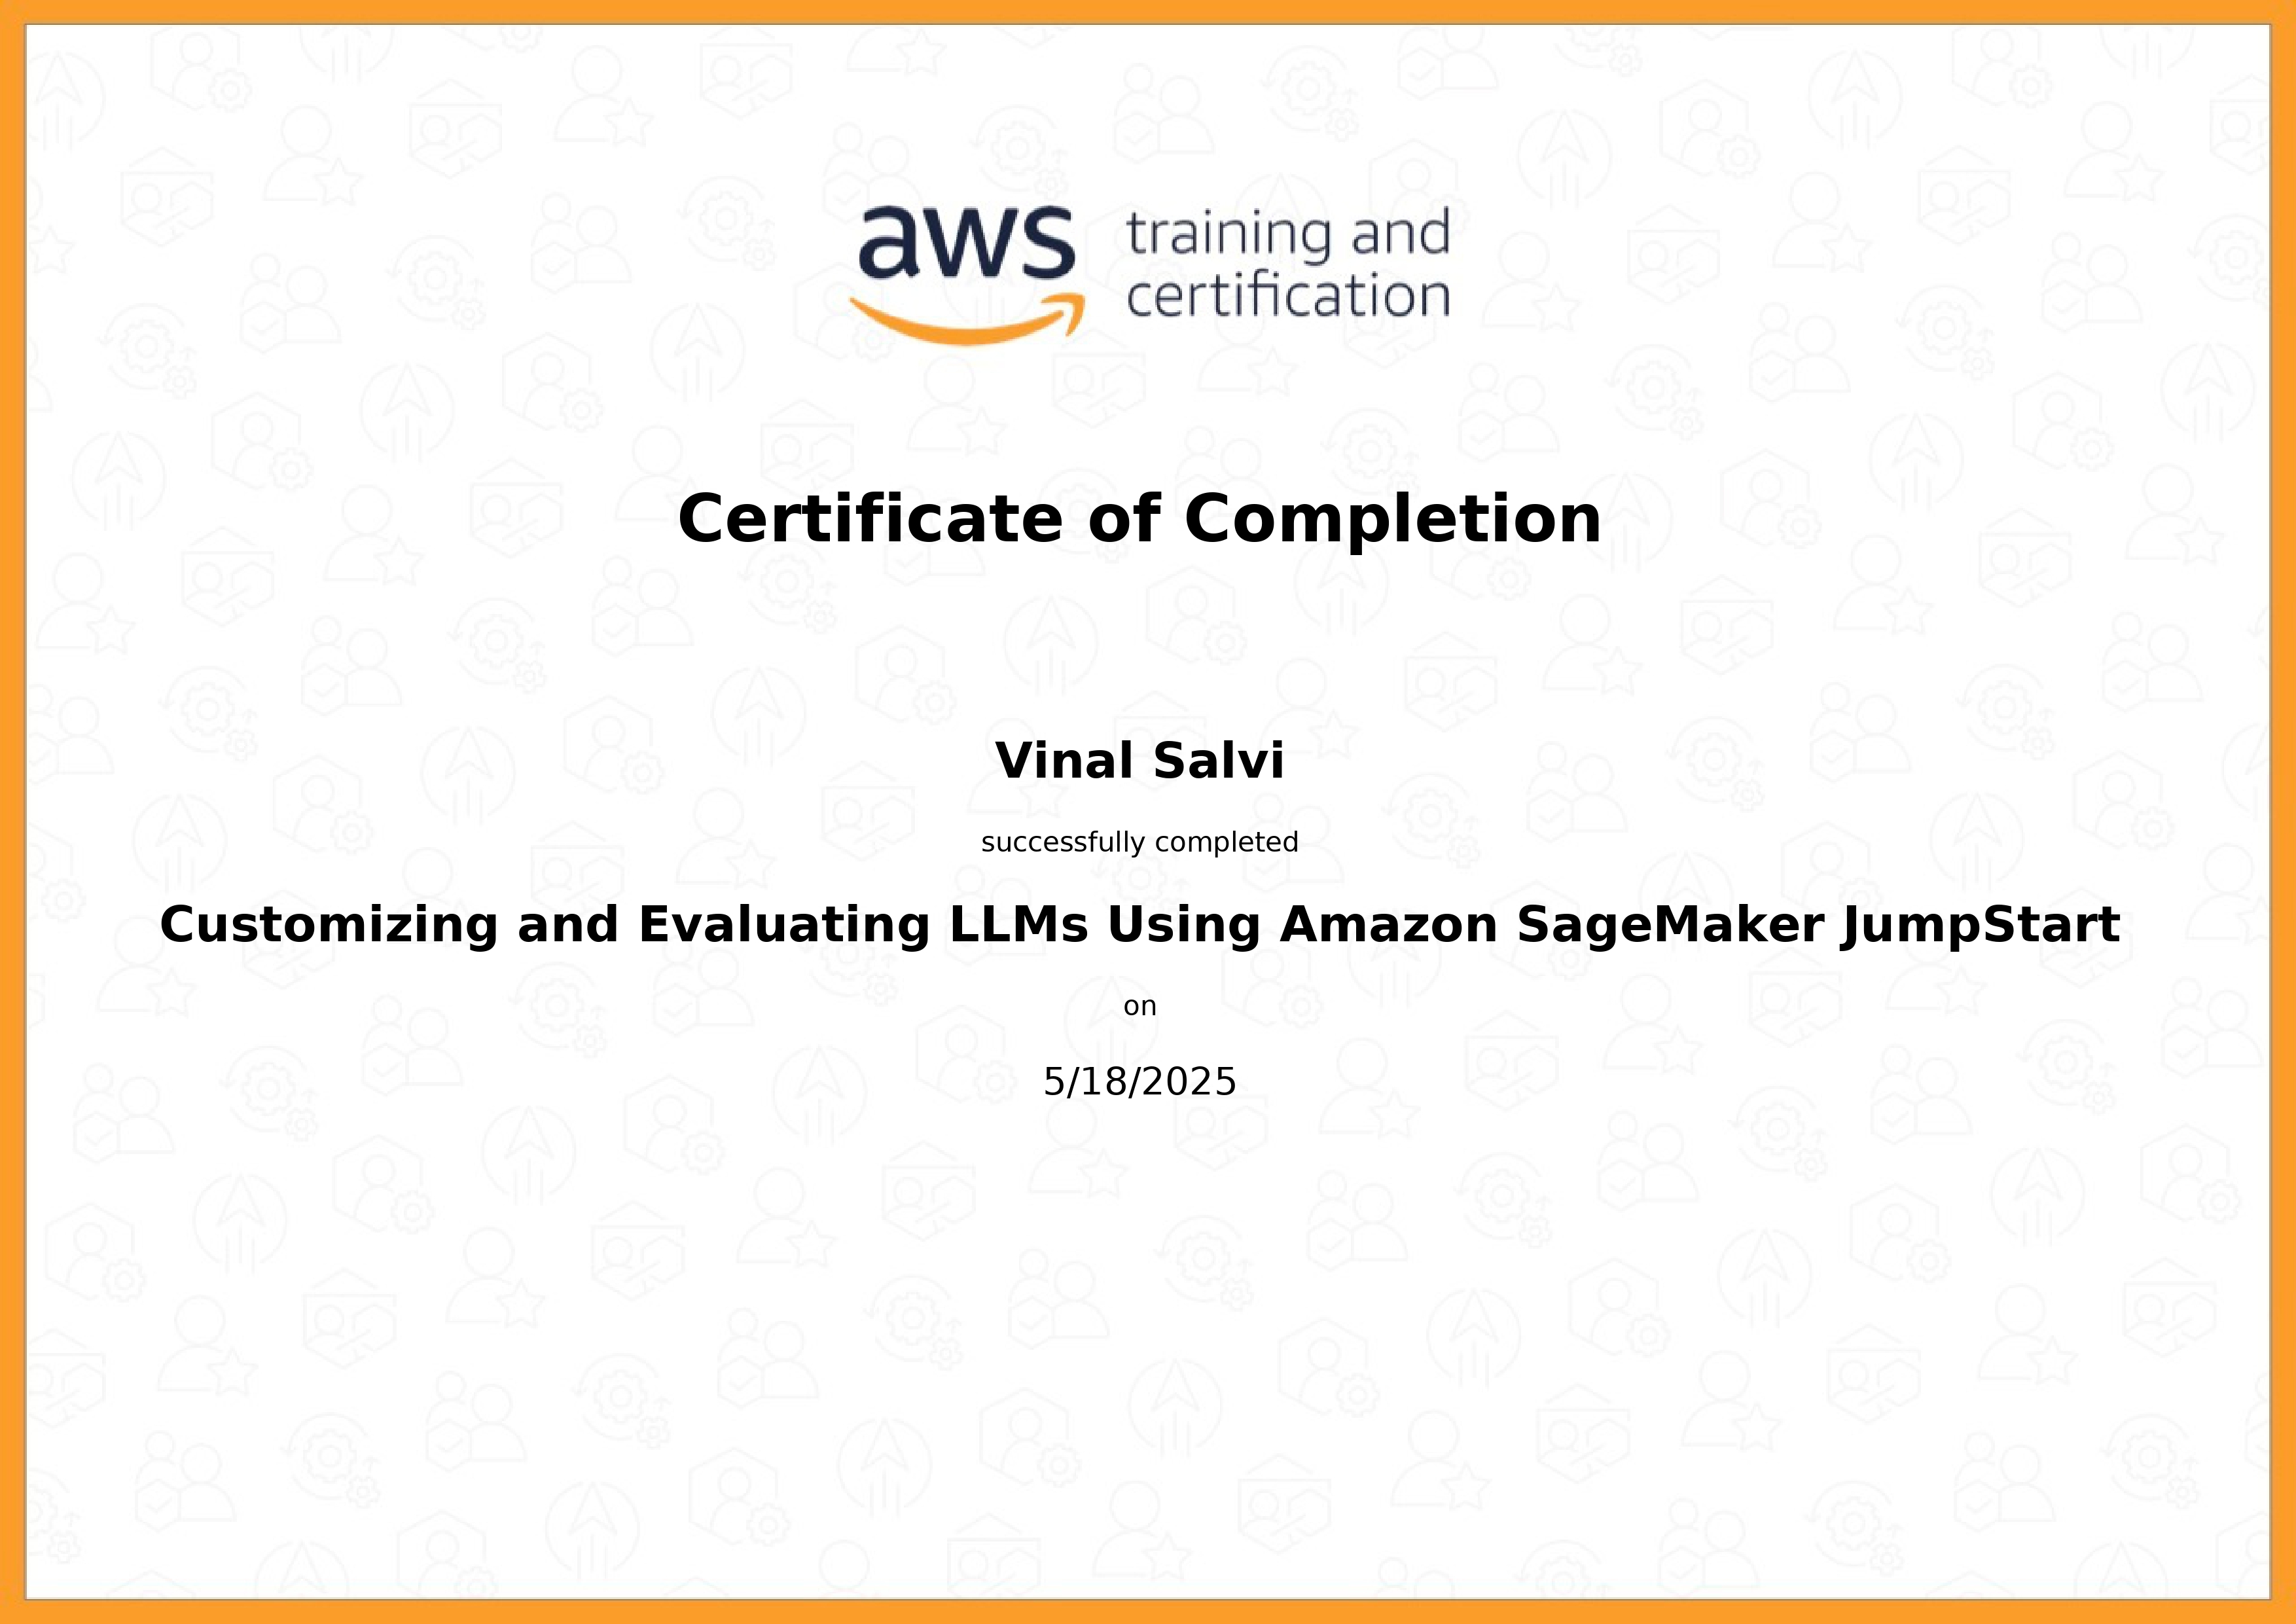 aws training and
certification
Certificate of Completion
Vinal Salvi
successfully completed
Customizing and Evaluating LLMs Using Amazon SageMaker JumpStart
on
5/18/2025